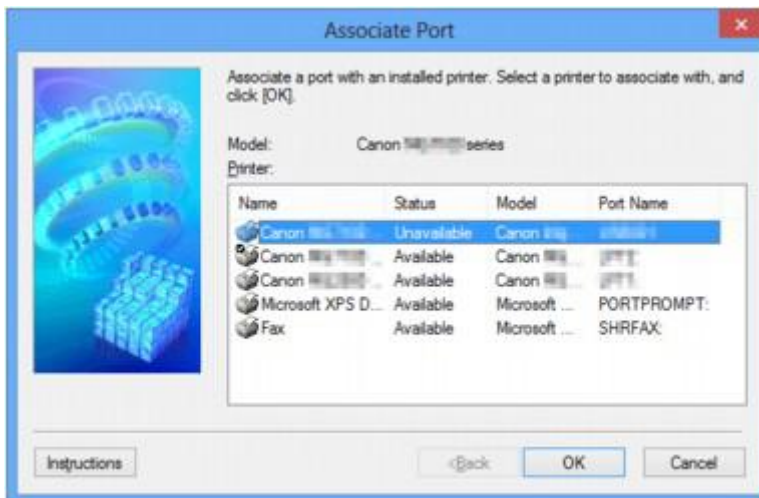 Associate Port
Associate a port with an installed printer. Select a printer to associate with, and
click [OK].
Model: Canon series
Printer:
Name Status Model Port Name
Canon Unavailable Canon
Canon ... Available Canon ...
Canon ... Available Canon ...
Microsoft XPS D... Available Microsoft ... PORTPROMPT:
Fax Available Microsoft ... SHRFAX:
Instructions <Back OK Cancel